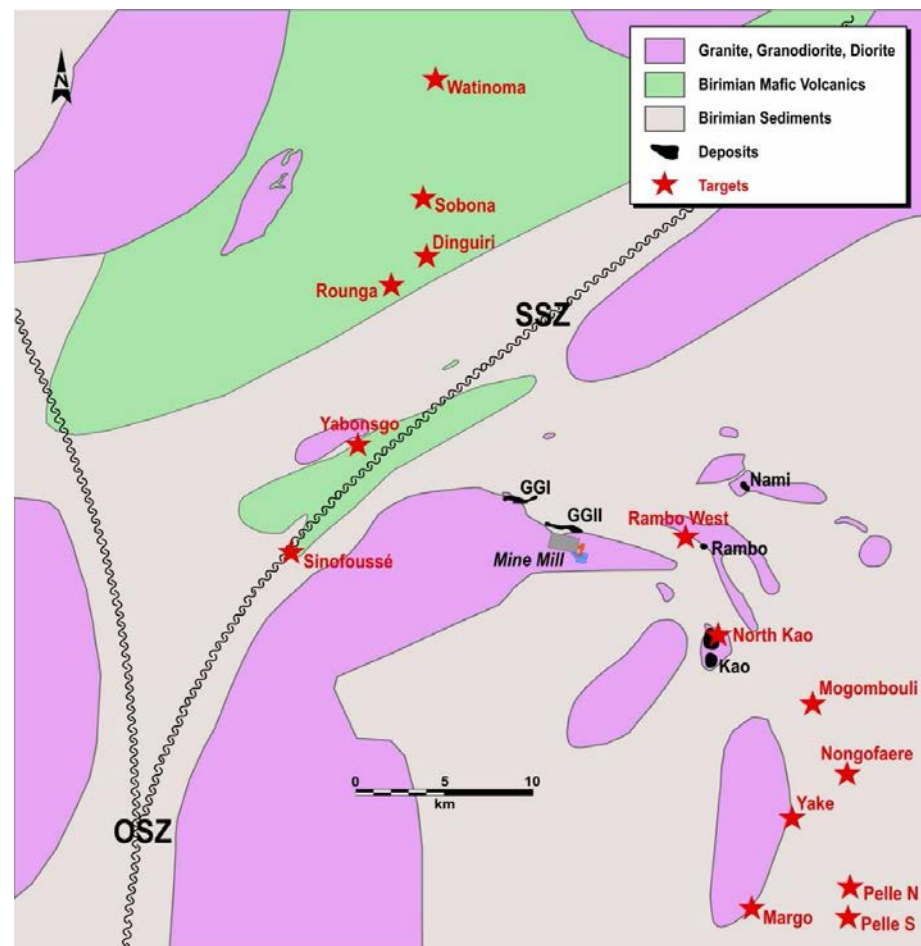 N
Granite, Granodiorite, Diorite
Birimian Mafic Volcanics
Birimian Sediments
Deposits
Targets
Watinoma
Sobona
Dinguiri
Rounga
SSZ
Yabonsgo
GGI
Nami
GGII
Rambo West
Mine Mill
Rambo
Sinofoussé
North Kao
Kao
Mogombouli
Nongofaere
0 5 10
km
Yake
OSZ
Pelle N
Margo
Pelle S